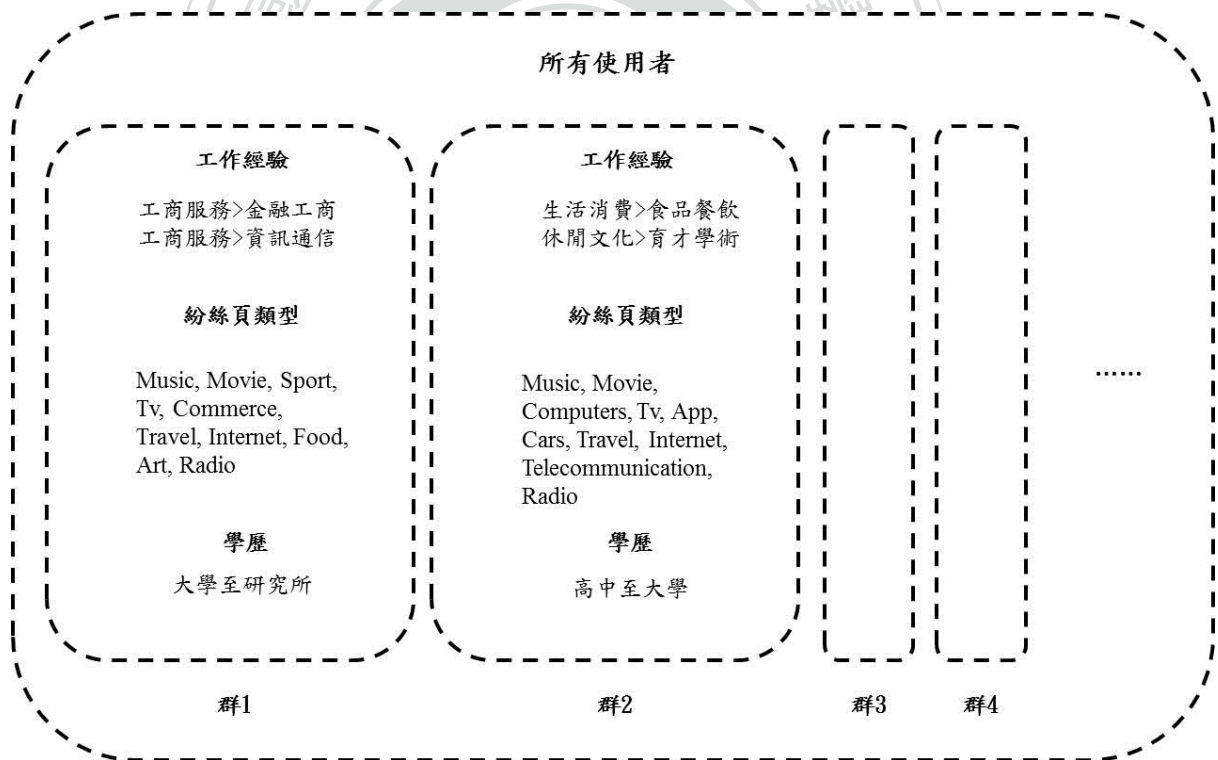 所有使用者
工作經驗
工商服務>金融工商
工商服務>資訊通信
紛絲頁類型
Music, Movie, Sport,
Tv, Commerce,
Travel, Internet, Food,
Art, Radio
學歷
大學至研究所
群1
工作經驗
生活消費>食品餐飲
休閒文化>育才學術
紛絲頁類型
Music, Movie,
Computers, Tv, App,
Cars, Travel, Internet,
Telecommunication,
Radio
學歷
高中至大學
群2
群3
群4
......